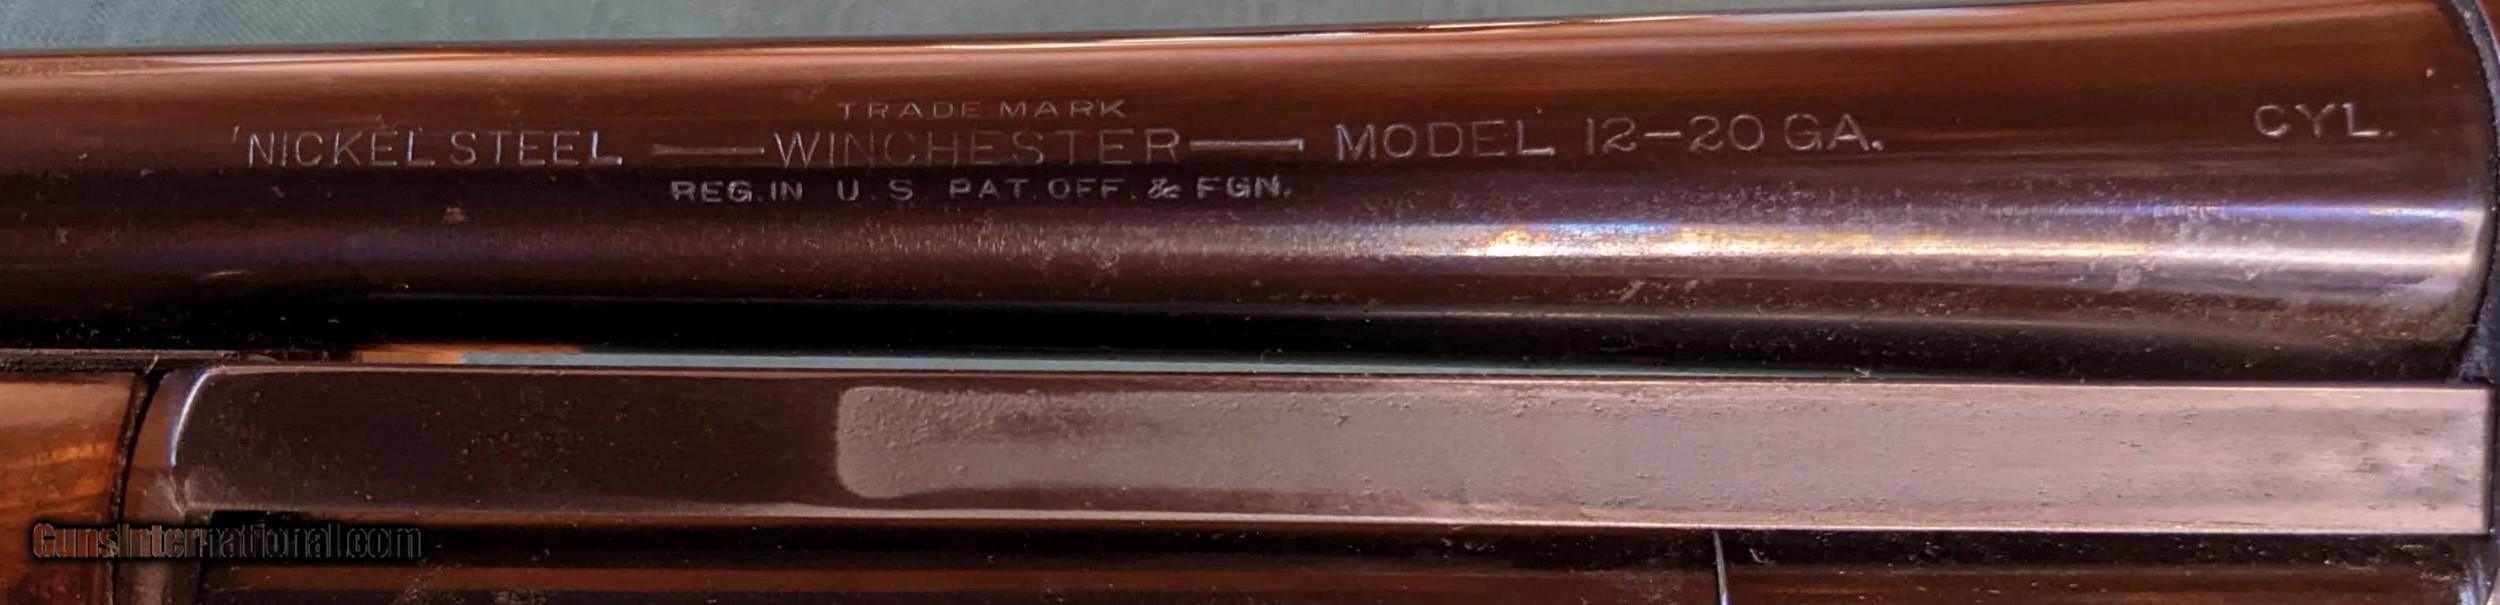 TRADE MARK
NICKEL STEEL — WINCHESTER — MODEL 12-20 GA. CYL.
REG. IN U.S. PAT. OFF. & FGN.
GunsInternational.com